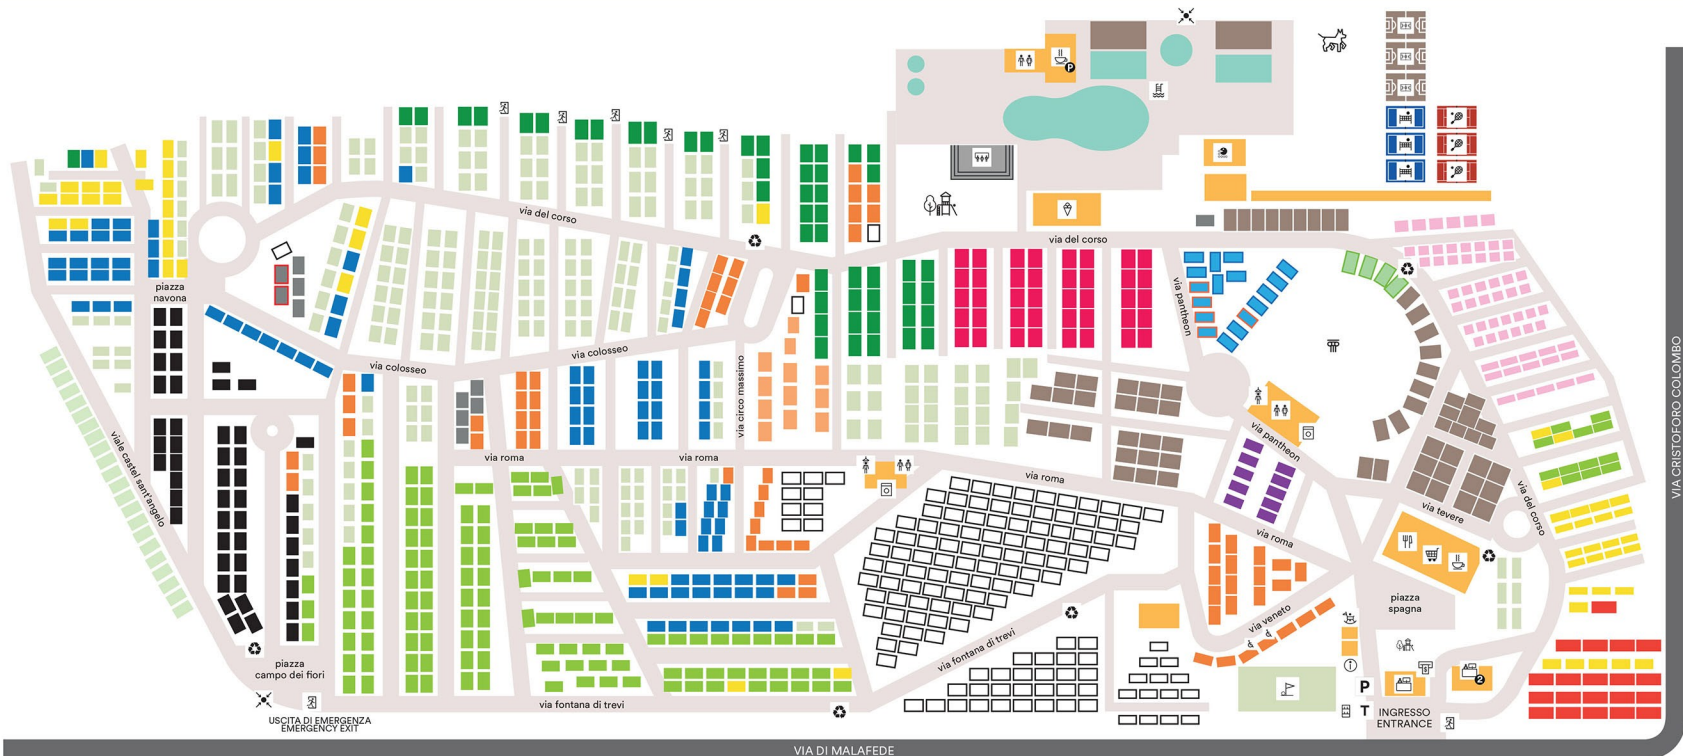 P
via del corso
via del corso
piazza
navona
via pantheon
via colosseo
via colosseo
via circo massimo
VIA CRISTOFORO COLOMBO
viale castel sant'angelo
via pantheon
via roma
via roma
via roma
via del corso
via tevere
via roma
piazza
spagna
via veneto
via fontana di trevi
piazza
campo dei fiori
via fontana di trevi
2
P
T
INGRESSO
ENTRANCE
USCITA DI EMERGENZA
EMERGENCY EXIT
VIA DI MALAFEDE